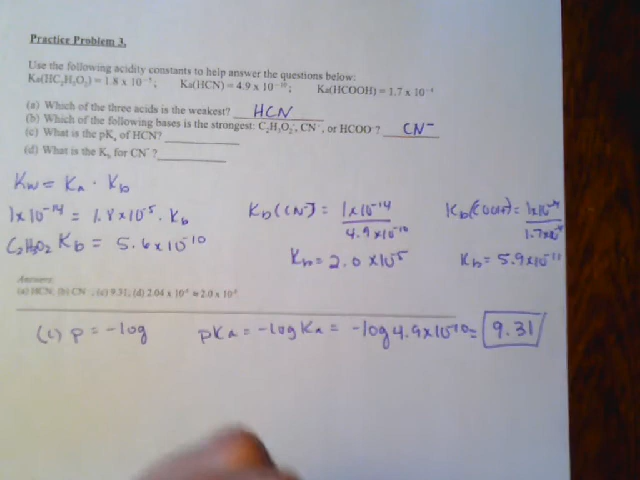 Practice Problem 3.
Use the following acidity constants to help answer the questions below:
Ka(HC₂H₃O₂) = 1.8 x 10⁻⁵; Ka(HCN) = 4.9 x 10⁻¹⁰; Ka(HCOOH) = 1.7 x 10⁻⁴
(a) Which of the three acids is the weakest? HCN
(b) Which of the following bases is the strongest: C₂H₃O₂⁻, CN⁻, or HCOO⁻? CN⁻
(c) What is the pKₐ of HCN?
(d) What is the K_b for CN⁻?
Kw = Ka · Kb
1x10⁻¹⁴ = 1.8x10⁻⁵ · Kb
C₂H₃O₂ Kb = 5.6x10⁻¹⁰
Kb(CN⁻) = 1x10⁻¹⁴
4.9x10⁻¹⁰
Kb = 2.0 x10⁻⁵
1x10⁻¹⁴
1.7x10⁻⁴
Kb = 5.9x10⁻¹¹
Answers:
(a) HCN, (b) CN⁻, (c) 9.31, (d) 2.04 x 10⁻⁵ ≈ 2.0 x 10⁻⁵
(c) p = -log pKa = -log Ka = -log 4.9x10⁻¹⁰ = 9.31